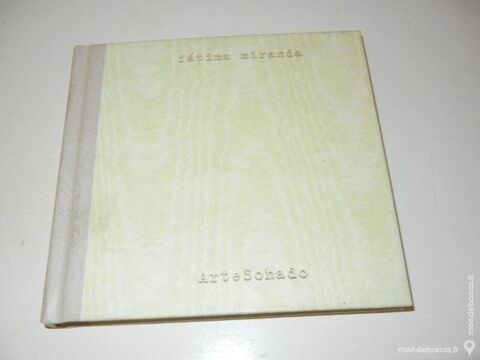 fátima miranda
ArteSonado
mondebarras.fr